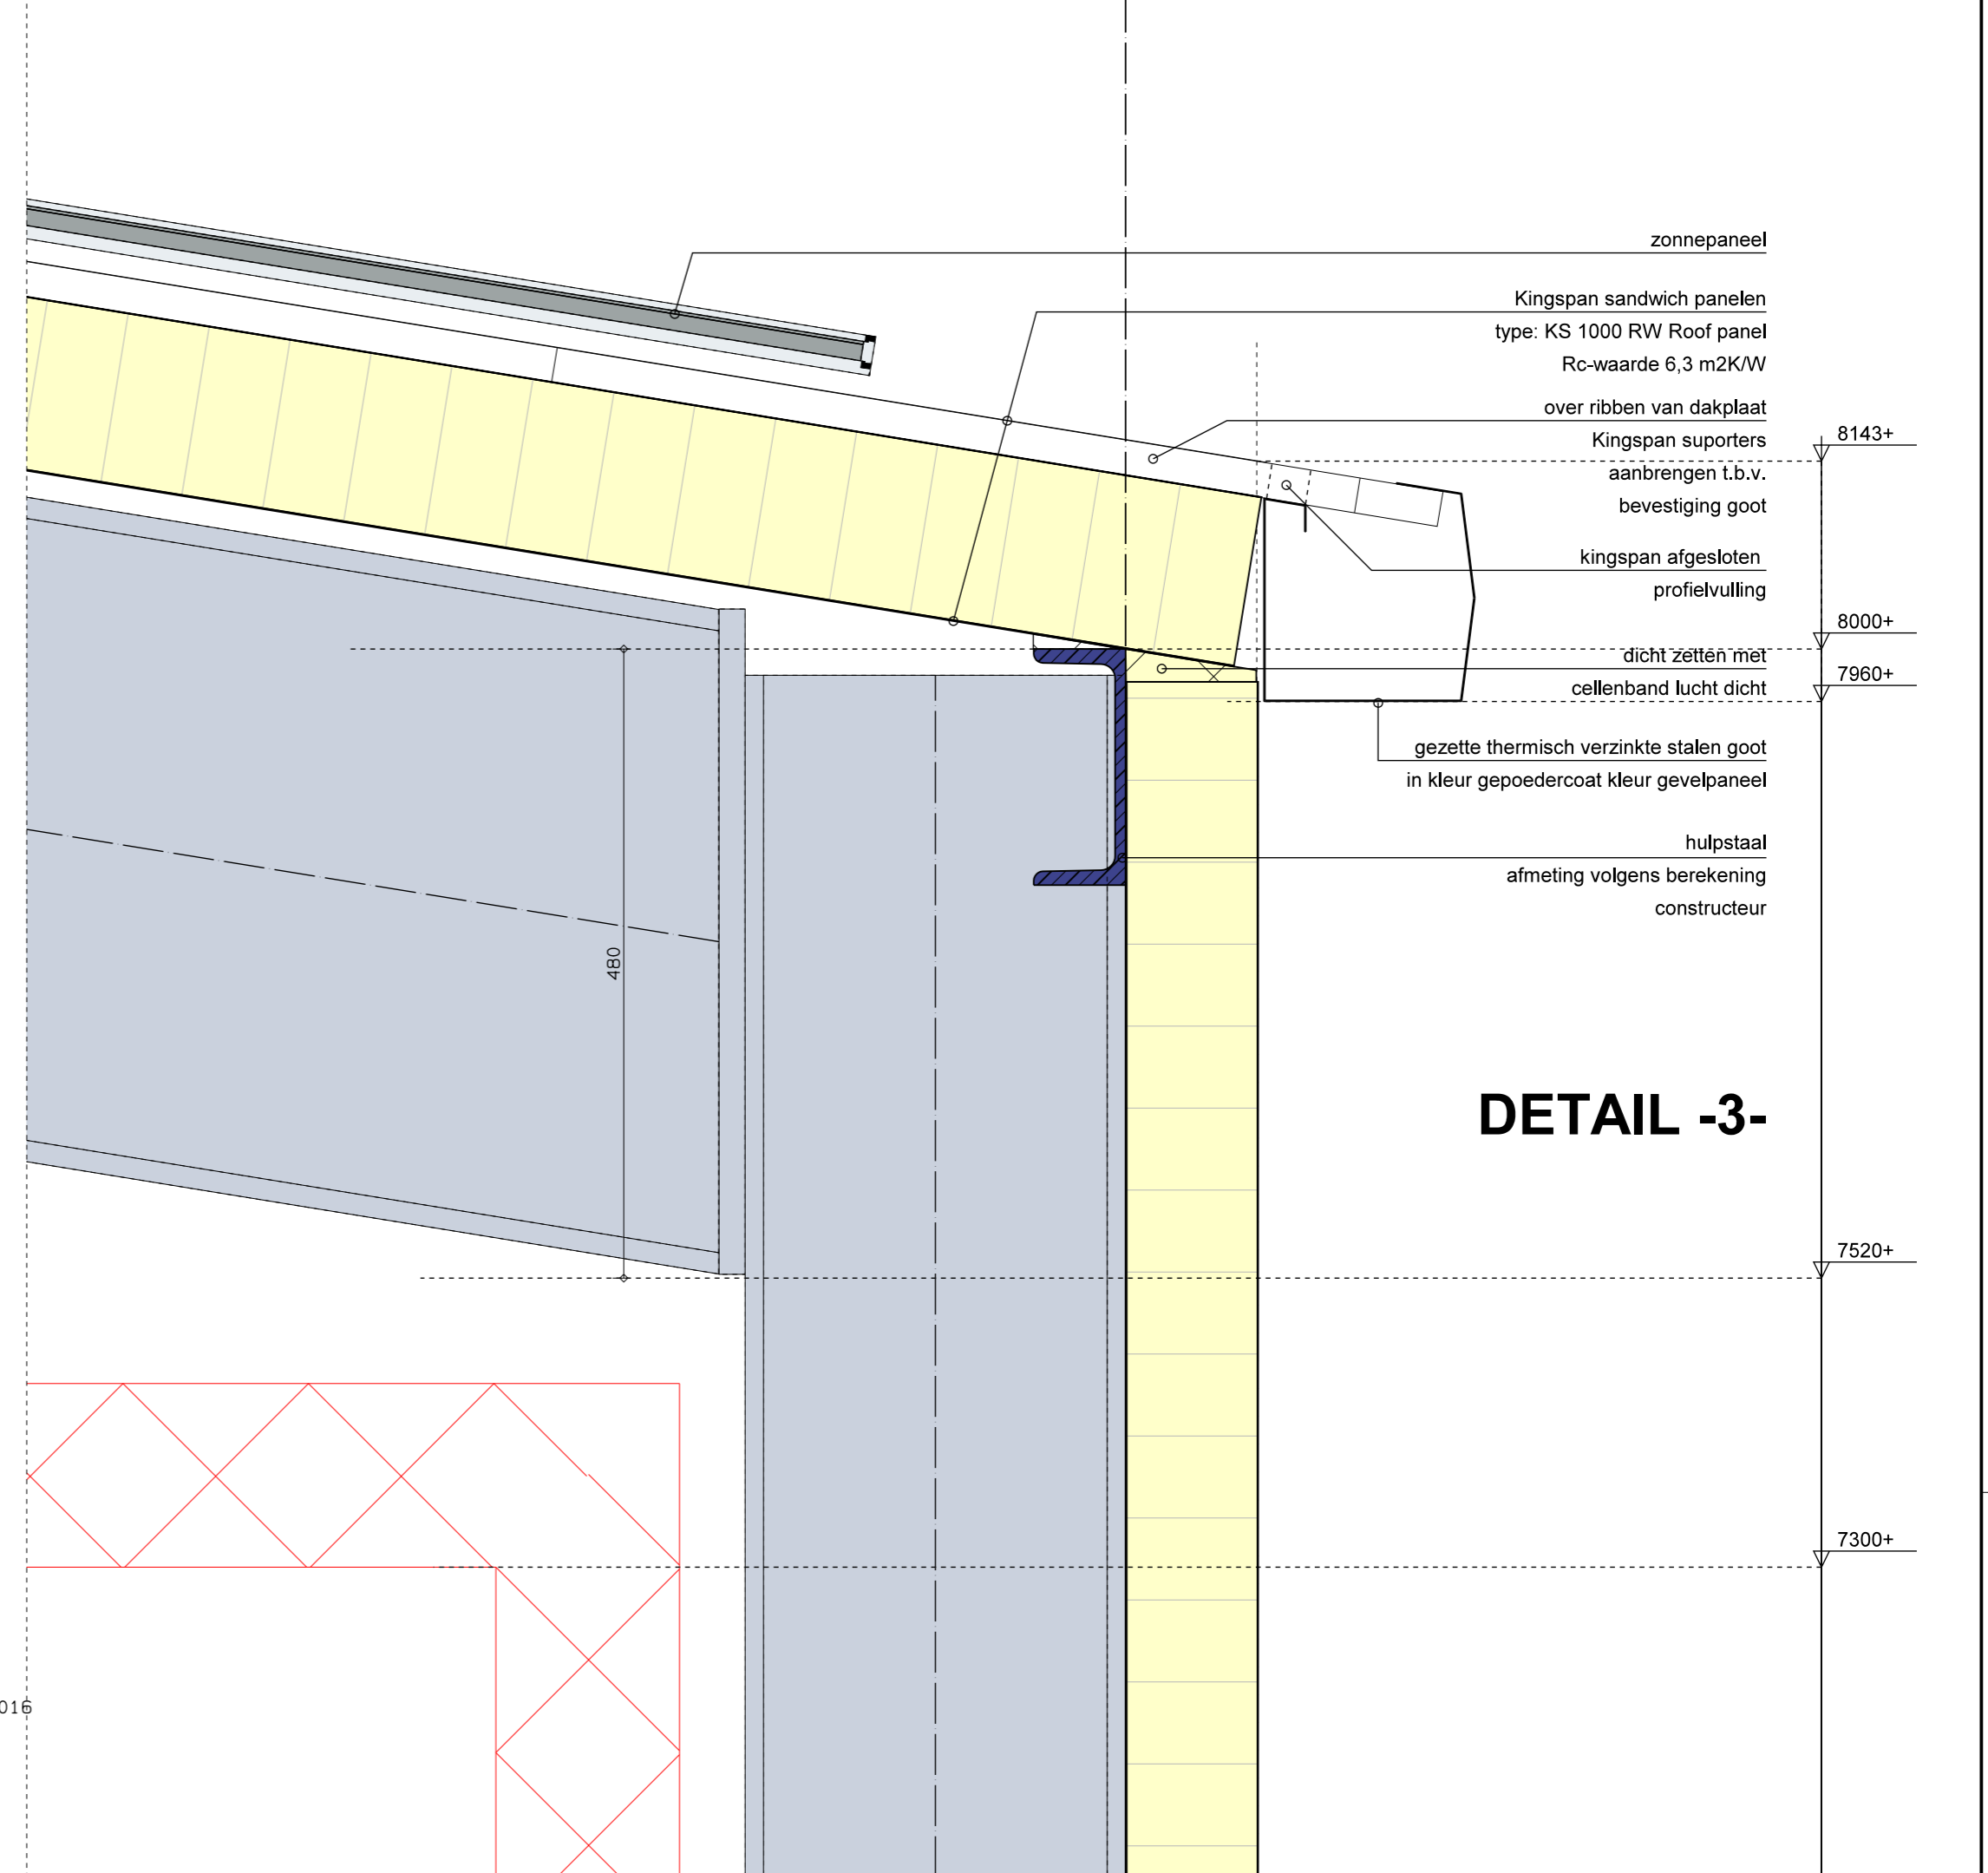 zonnepaneel
Kingspan sandwich panelen
type: KS 1000 RW Roof panel
Rc-waarde 6,3 m2K/W
over ribben van dakplaat
Kingspan suporters
aanbrengen t.b.v.
bevestiging goot
8143+
kingspan afgesloten
profielvulling
8000+
dicht zetten met
cellenband lucht dicht
7960+
gezette thermisch verzinkte stalen goot
in kleur gepoedercoat kleur gevelpaneel
hulpstaal
afmeting volgens berekening
constructeur
480
DETAIL -3-
7520+
7300+
016